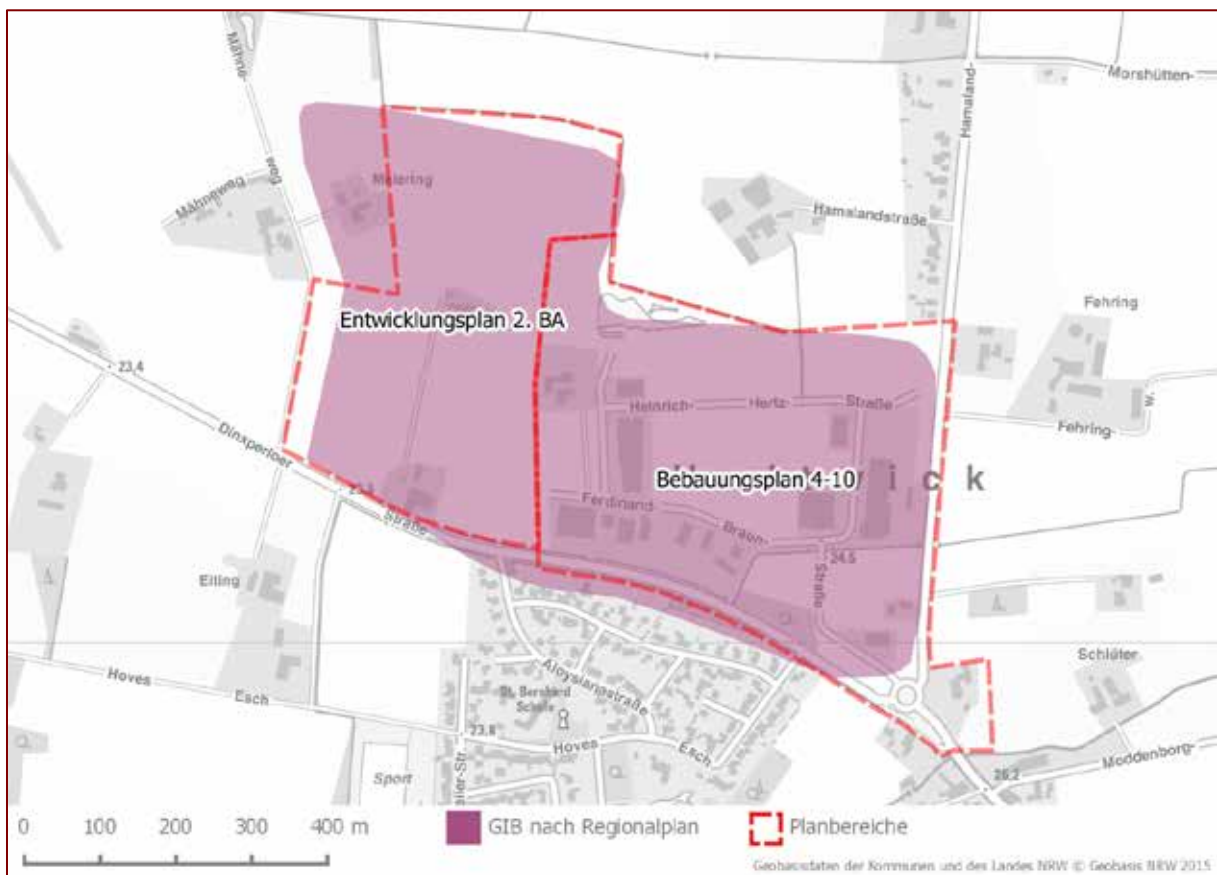 Mähne-
weg
Morshütten-
Hamaland-
Mähneweg
Meiering
Hamalandstraße
Entwicklungsplan 2. BA
Fehring
23,4
Heinrich-
Hertz-
Straße
Fehring-
w.
Dinxperloer
Bebauungsplan 4-10
i c k
Straße
Ferdinand-
Braun-
24,5
Straße
Eiling
Schlüter
Hoves
Esch
Aloysiusstraße
St. Bernhard
Schule
23,8
Hoves
Esch
Moddenborg-
26,2
Sport
0 100 200 300 400 m
GIB nach Regionalplan
Planbereiche
Geobasisdaten der Kommunen und des Landes NRW © Geobasis NRW 2015